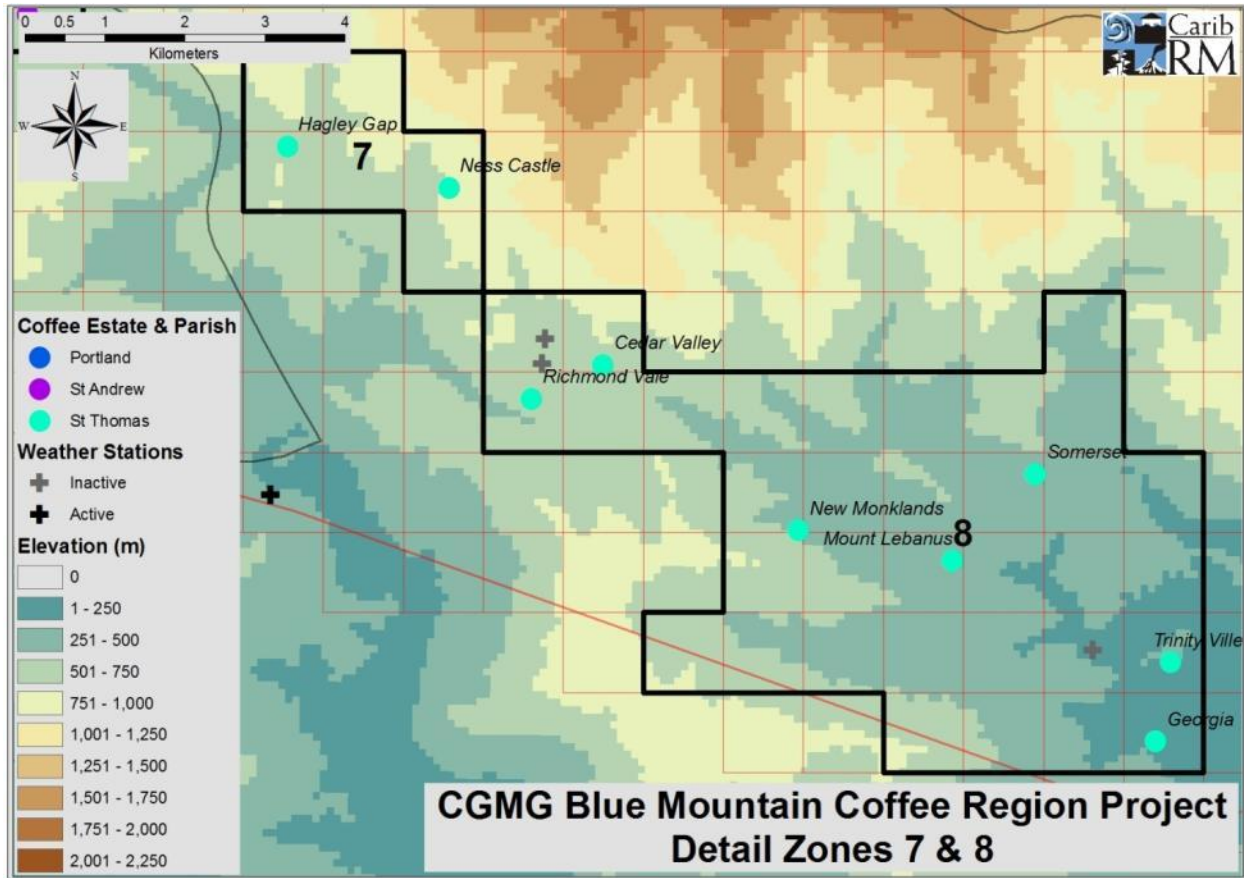 0 0.5 1 2 3 4
Kilometers
Carib
RM
N
W E
S
Hagley Gap
7
Ness Castle
Coffee Estate & Parish
Portland
St Andrew
St Thomas
Weather Stations
Inactive
Active
Elevation (m)
0
1 - 250
251 - 500
501 - 750
751 - 1,000
1,001 - 1,250
1,251 - 1,500
1,501 - 1,750
1,751 - 2,000
2,001 - 2,250
Cedar Valley
Richmond Vale
Somerset
New Monklands
Mount Lebanus
8
Trinity Ville
Georgia
CGMG Blue Mountain Coffee Region Project
Detail Zones 7 & 8